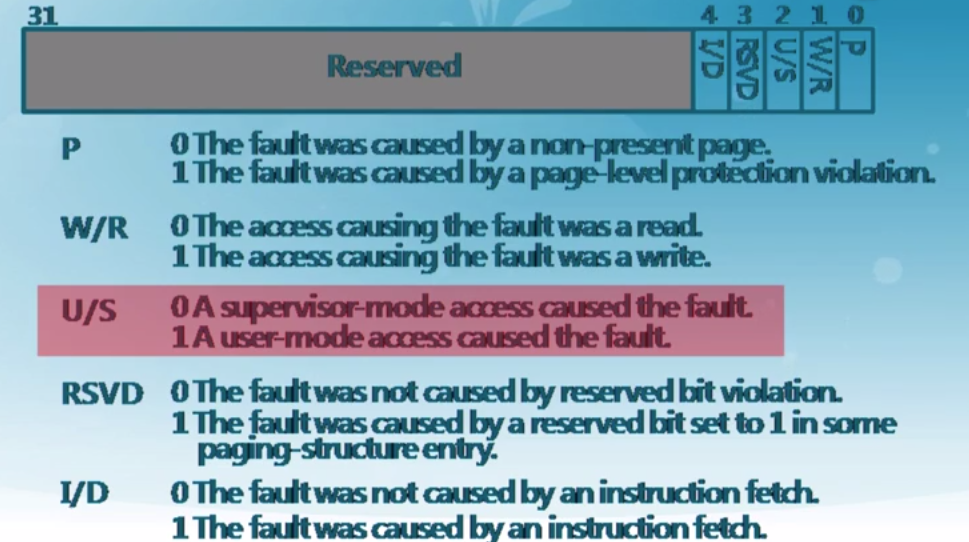 31 4 3 2 1 0
Reserved I/D RSVD U/S W/R P
P 0 The fault was caused by a non-present page.
1 The fault was caused by a page-level protection violation.
W/R 0 The access causing the fault was a read.
1 The access causing the fault was a write.
U/S 0 A supervisor-mode access caused the fault.
1 A user-mode access caused the fault.
RSVD 0 The fault was not caused by reserved bit violation.
1 The fault was caused by a reserved bit set to 1 in some
paging-structure entry.
I/D 0 The fault was not caused by an instruction fetch.
1 The fault was caused by an instruction fetch.